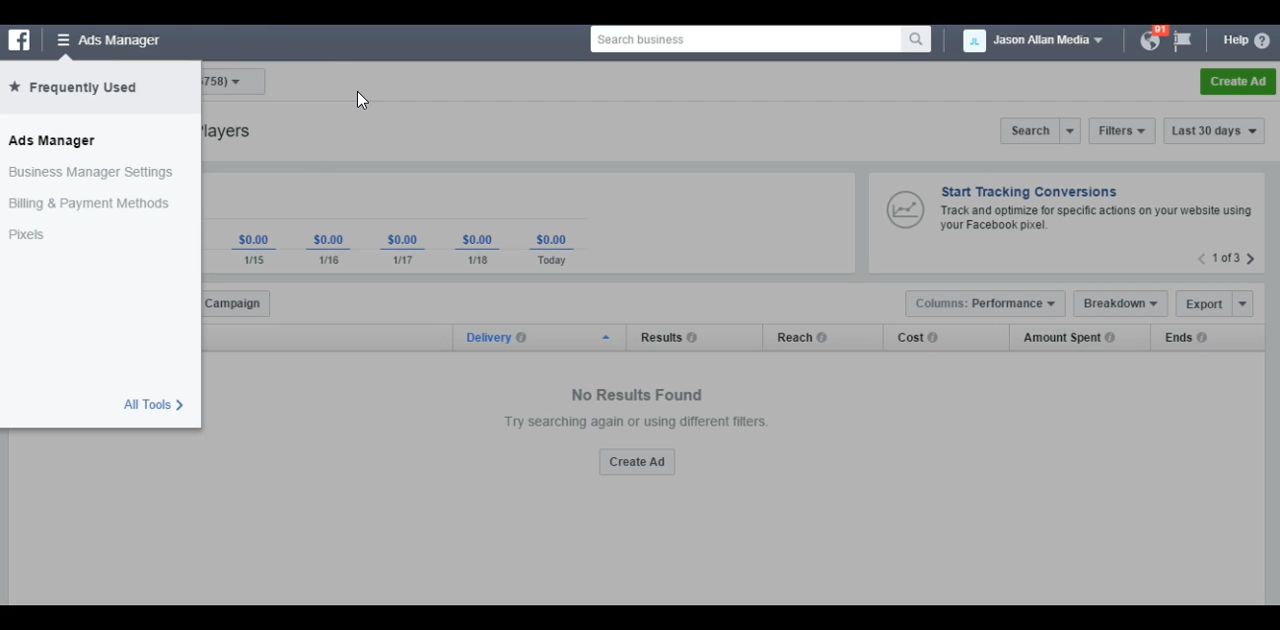 f
Ads Manager
Search business
JL
Jason Allan Media
91
Help
Frequently Used
758)
Create Ad
Ads Manager
layers
Search
Filters
Last 30 days
Business Manager Settings
Billing & Payment Methods
Pixels
Start Tracking Conversions
Track and optimize for specific actions on your website using
your Facebook pixel.
$0.00 $0.00 $0.00 $0.00 $0.00
1/15 1/16 1/17 1/18 Today
1 of 3
Campaign
Columns: Performance
Breakdown
Export
Delivery Results Reach Cost Amount Spent Ends
All Tools
No Results Found
Try searching again or using different filters.
Create Ad